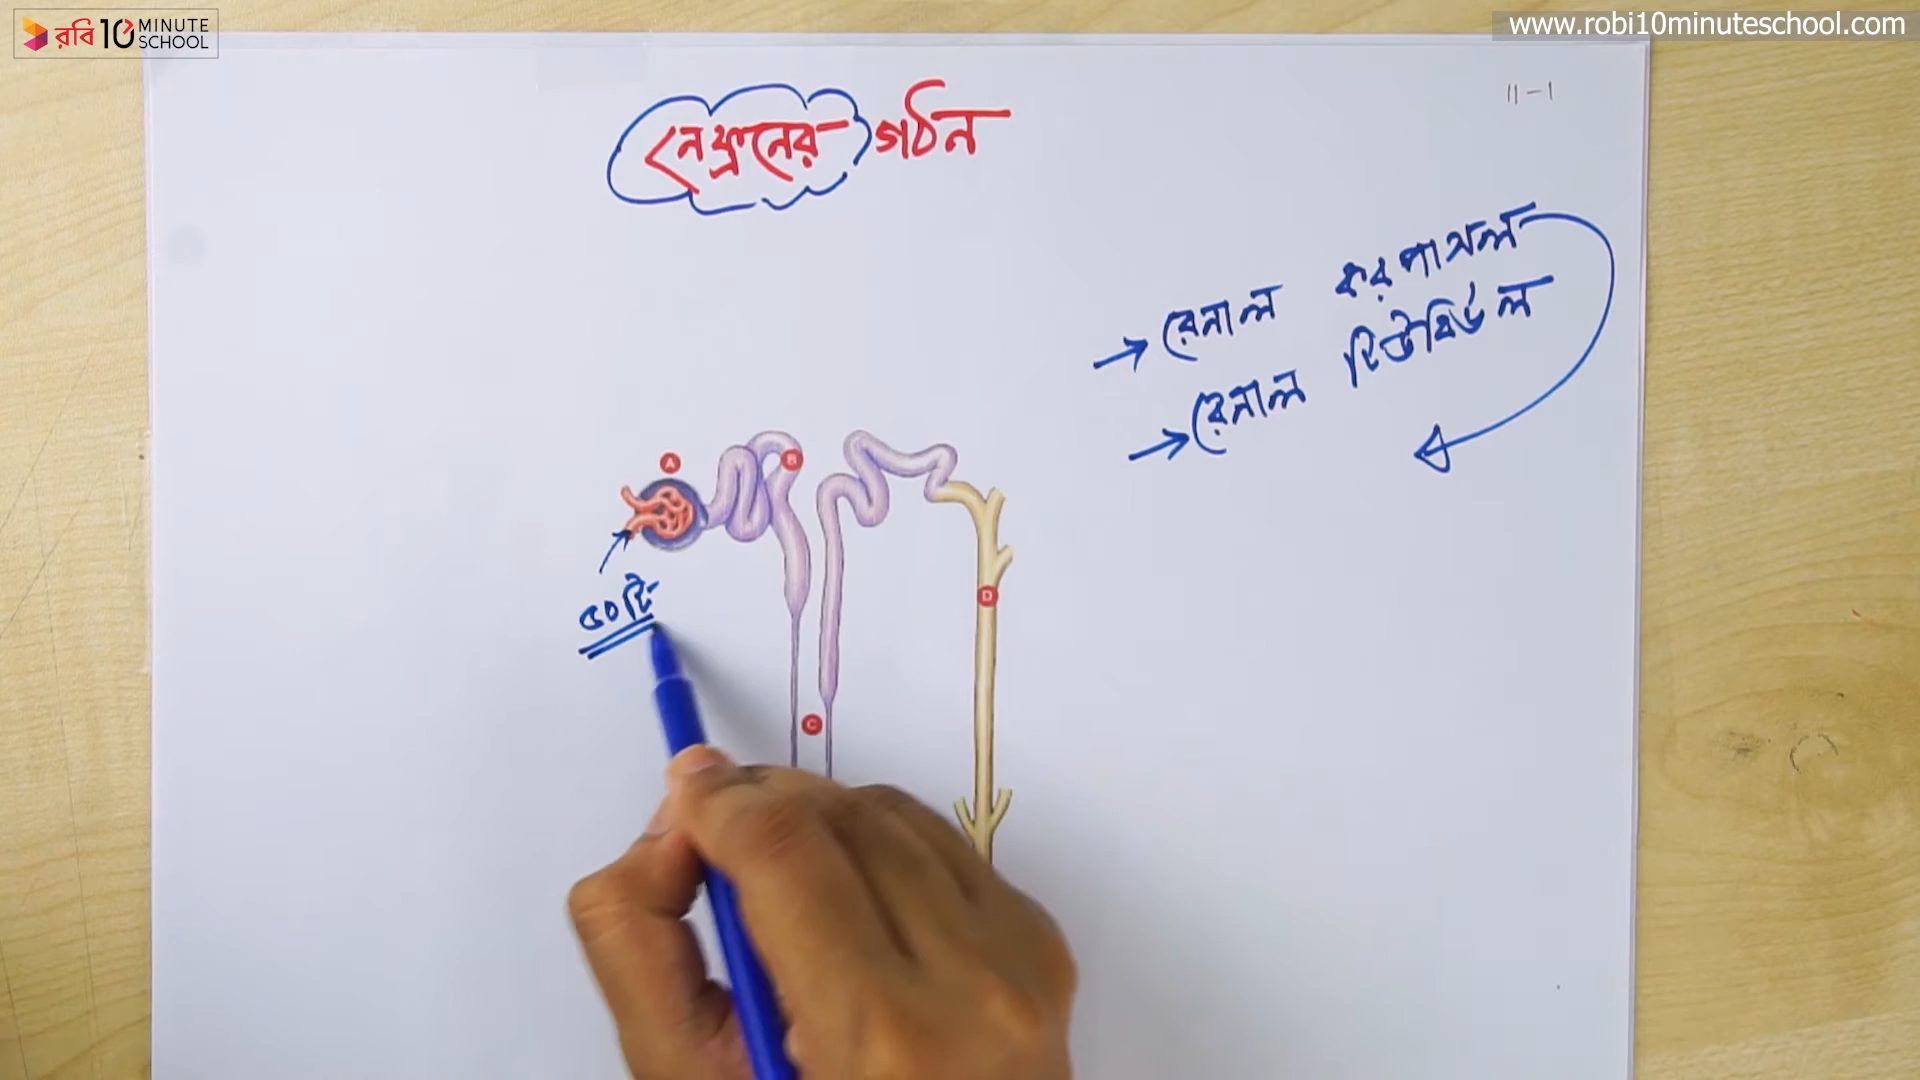 রবি 10 MINUTE SCHOOL
www.robi10minuteschool.com
11-1
নেফ্রনের গঠন
→ রেনাল করপাসল
→ রেনাল টিউবিউল
A
B
৫০টি
D
C